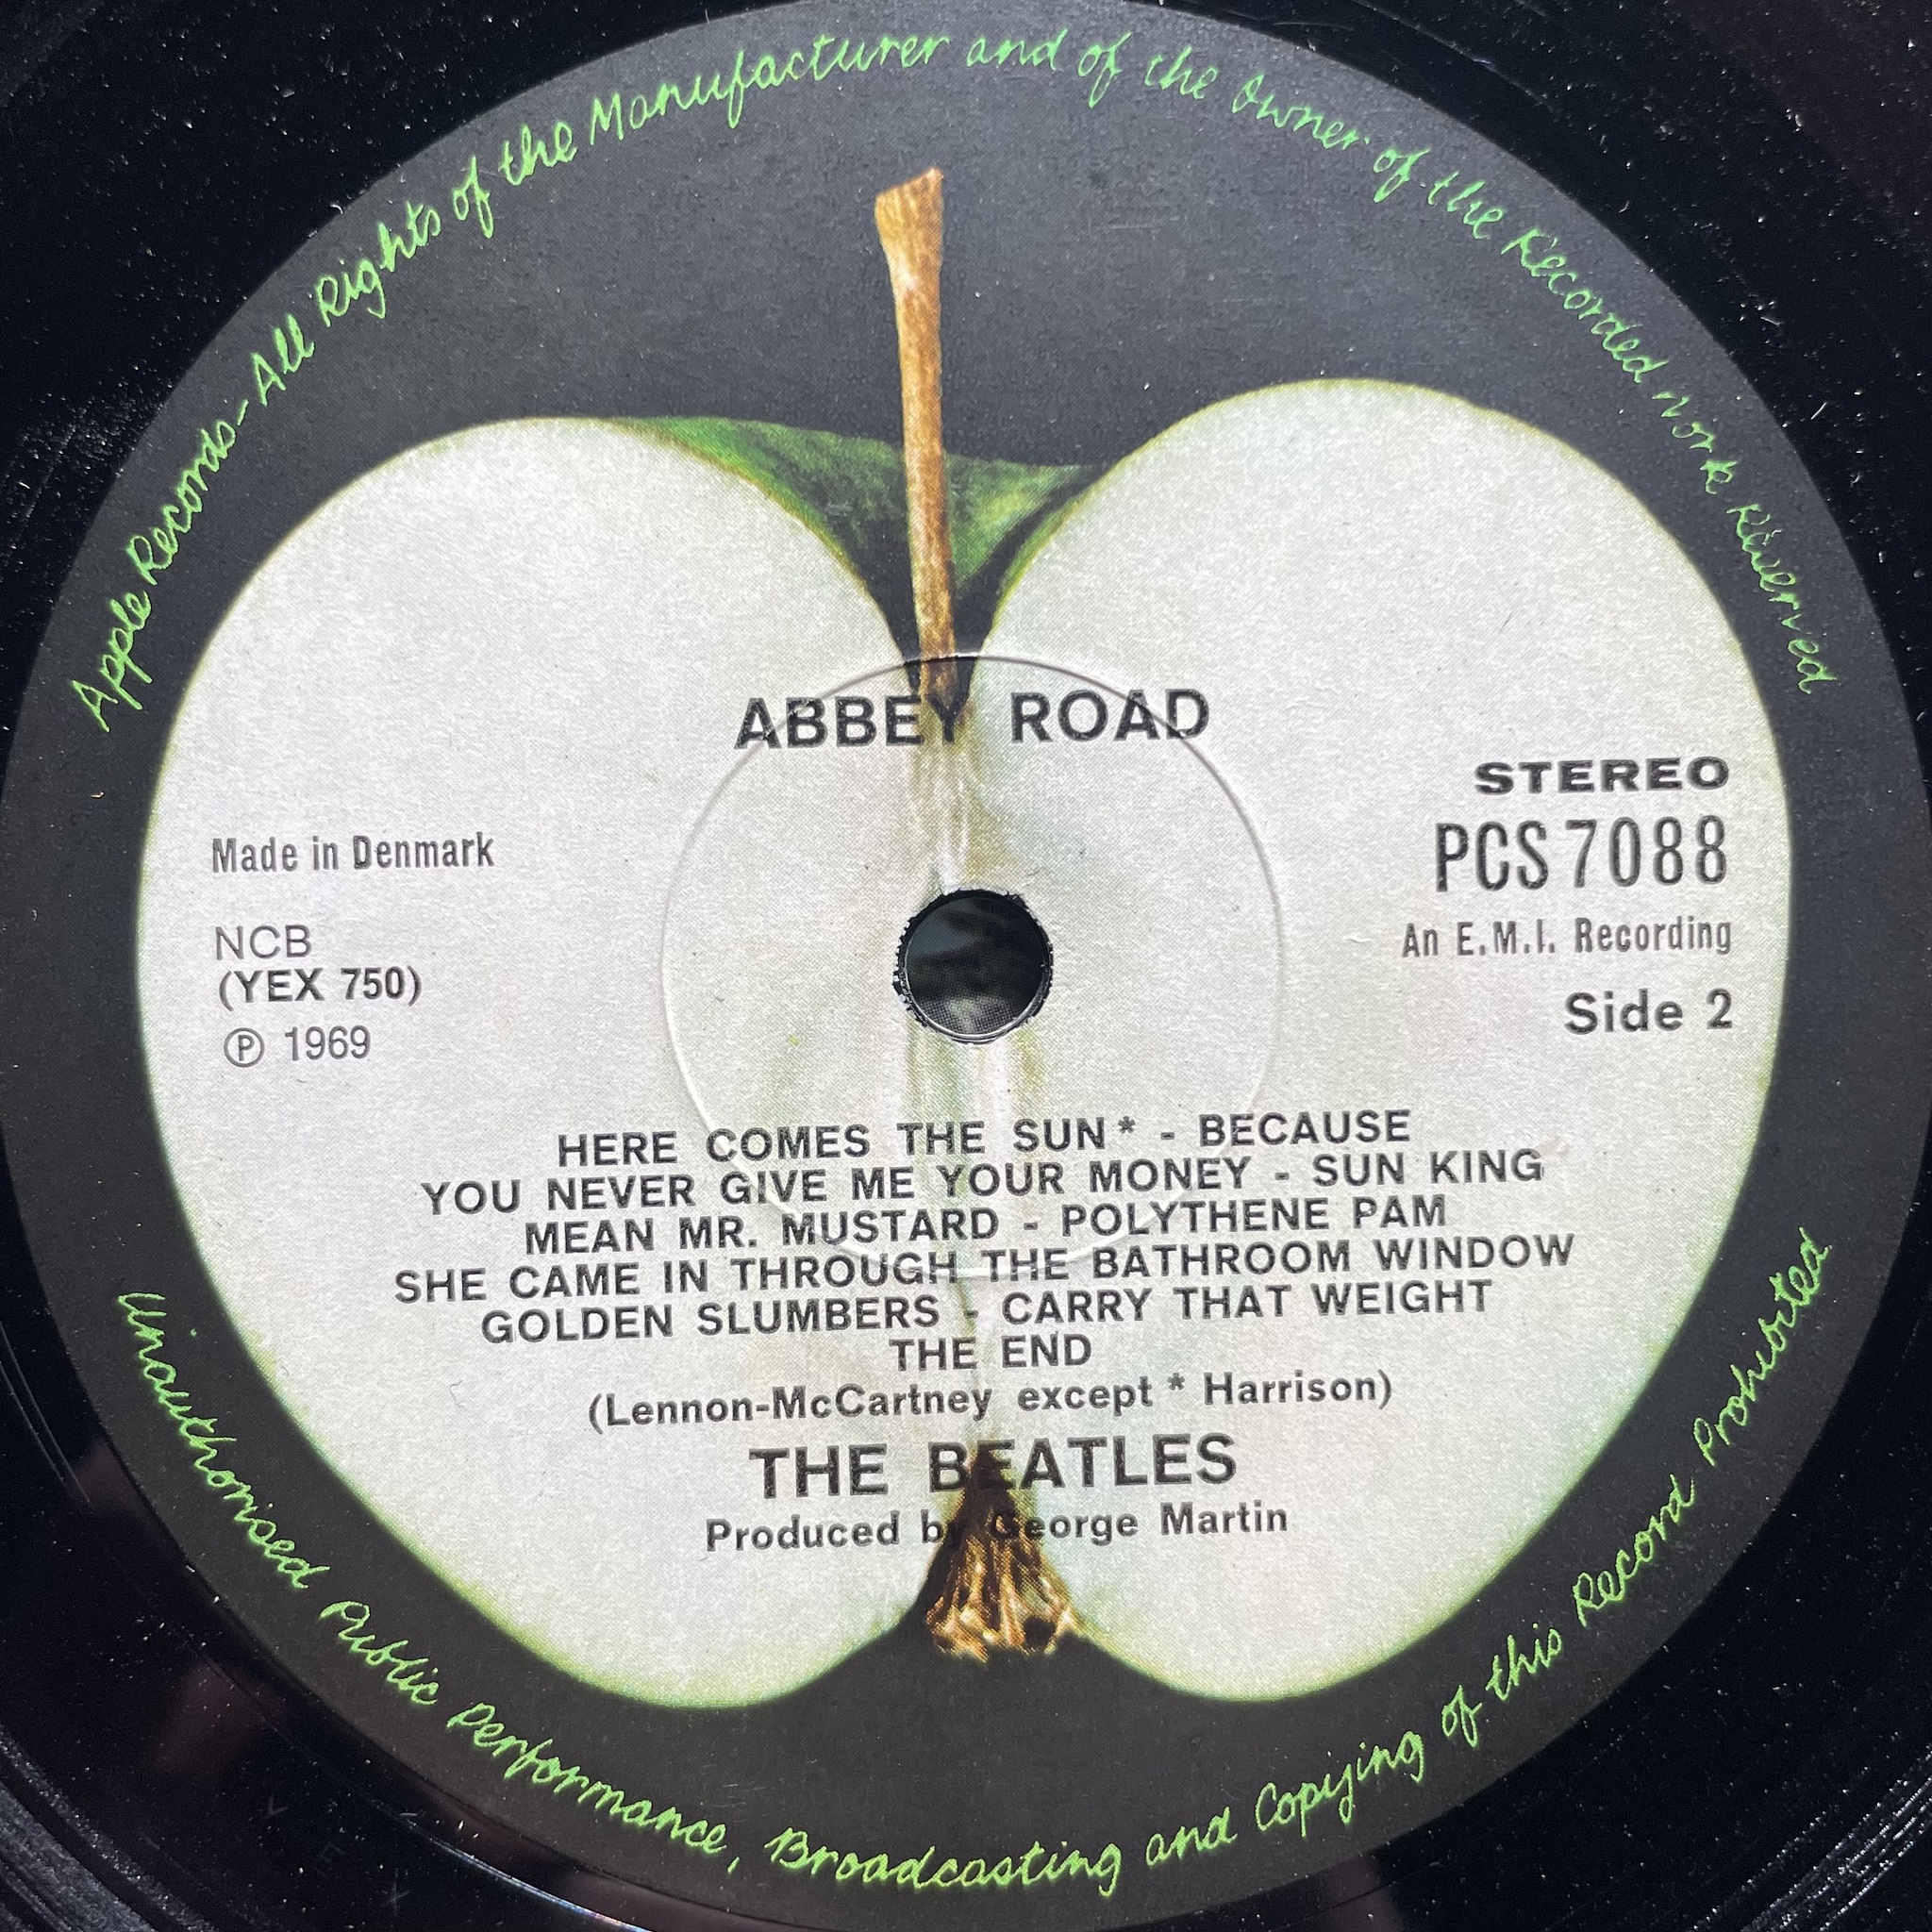 Apple Records-All Rights of the Manufacturer and of the Owner of the Recorded Work Reserved
ABBEY ROAD
STEREO
PCS 7088
An E.M.I. Recording
Side 2
Made in Denmark
NCB
(YEX 750)
℗ 1969
HERE COMES THE SUN* - BECAUSE
YOU NEVER GIVE ME YOUR MONEY - SUN KING
MEAN MR. MUSTARD - POLYTHENE PAM
SHE CAME IN THROUGH THE BATHROOM WINDOW
GOLDEN SLUMBERS - CARRY THAT WEIGHT
THE END
(Lennon-McCartney except * Harrison)
THE BEATLES
Produced by George Martin
Unauthorised Public Performance, Broadcasting and Copying of this Record Prohibited